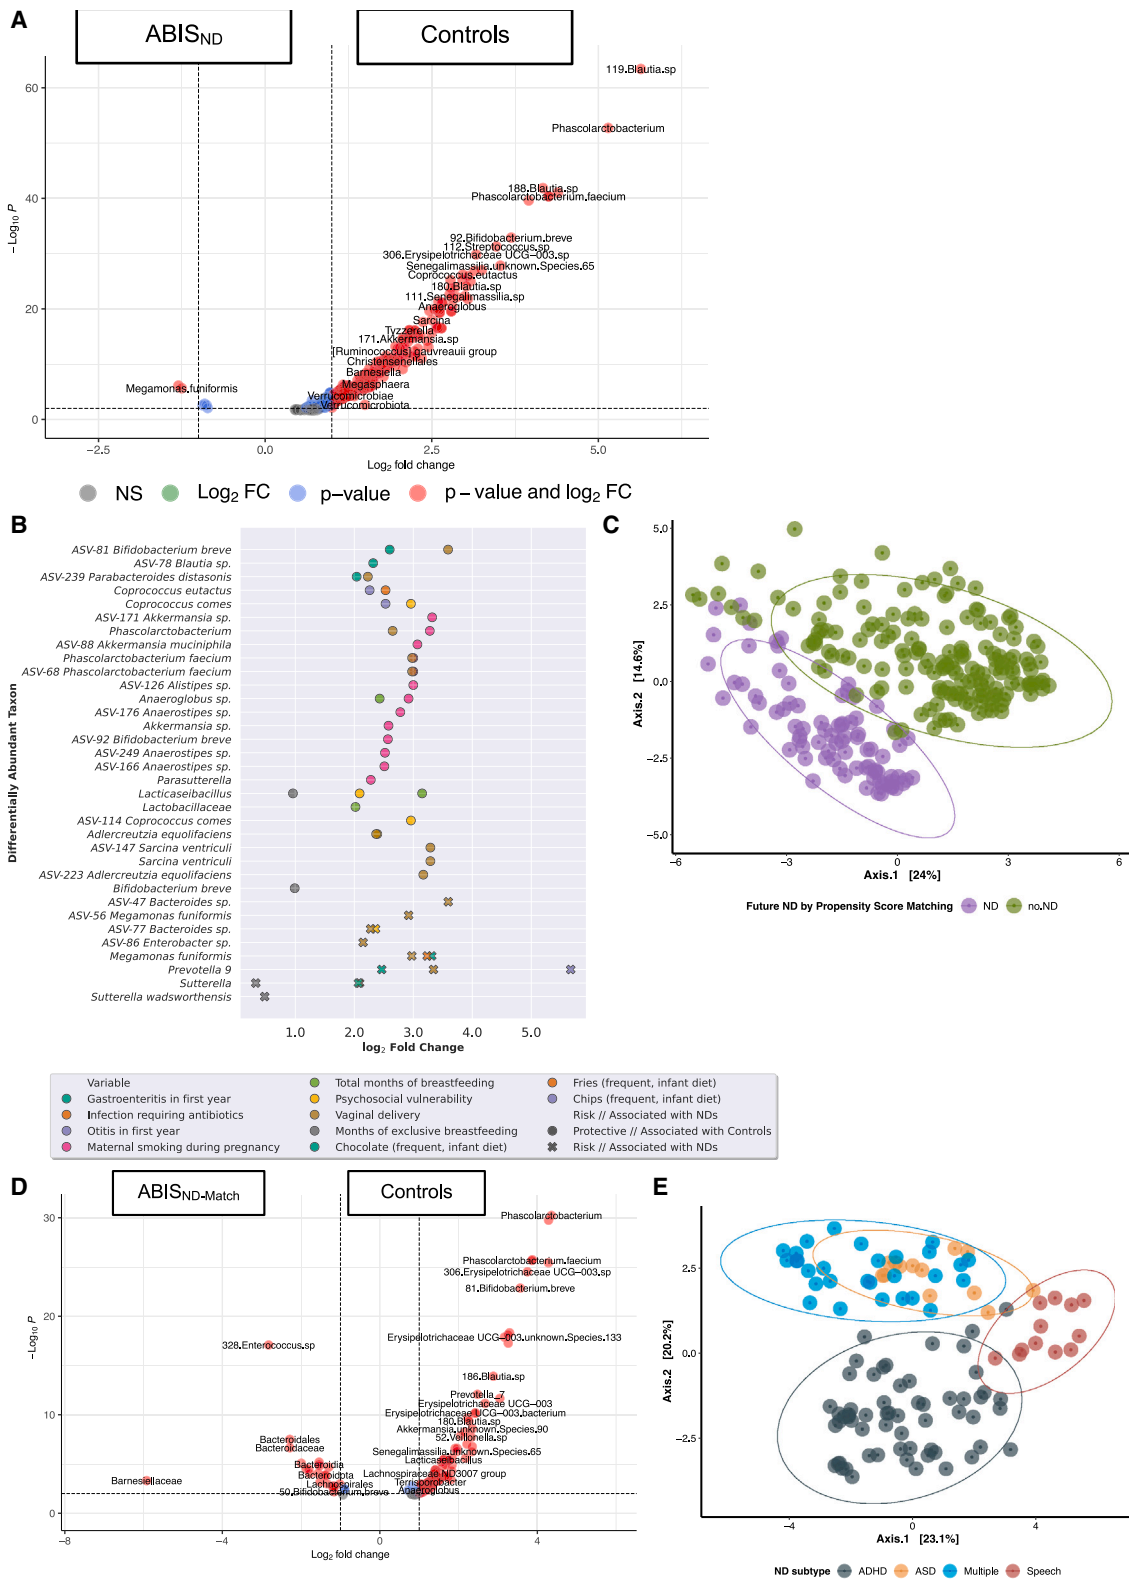 A
ABISND
Controls
119.Blautia.sp
Phascolarctobacterium
188.Blautia.sp
Phascolarctobacterium.faecium
92.Bifidobacterium.breve
112.Streptococcus.sp
306.Erysipelotrichaceae UCG−003.sp
Senegalimassilia.unknown.Species.65
Coprococcus.eutactus
180.Blautia.sp
111.Senegalimassilia.sp
Anaeroglobus
Sarcina
Tyzzerella
171.Akkermansia.sp
[Ruminococcus] gauvreauii group
Christensenellales
Barnesiella
Megasphaera
Megamonas.funiformis
Verrucomicrobiae
Verrucomicrobiota
60
40
20
0
−Log10 P
−2.5
0.0
2.5
5.0
Log2 fold change
NS
Log2 FC
p−value
p − value and log2 FC
B
Differentially Abundant Taxon
ASV-81 Bifidobacterium breve
ASV-78 Blautia sp.
ASV-239 Parabacteroides distasonis
Coprococcus eutactus
Coprococcus comes
ASV-171 Akkermansia sp.
Phascolarctobacterium
ASV-88 Akkermansia muciniphila
Phascolarctobacterium faecium
ASV-68 Phascolarctobacterium faecium
ASV-126 Alistipes sp.
Anaeroglobus sp.
ASV-176 Anaerostipes sp.
Akkermansia sp.
ASV-92 Bifidobacterium breve
ASV-249 Anaerostipes sp.
ASV-166 Anaerostipes sp.
Parasutterella
Lacticaseibacillus
Lactobacillaceae
ASV-114 Coprococcus comes
Adlercreutzia equolifaciens
ASV-147 Sarcina ventriculi
Sarcina ventriculi
ASV-223 Adlercreutzia equolifaciens
Bifidobacterium breve
ASV-47 Bacteroides sp.
ASV-56 Megamonas funiformis
ASV-77 Bacteroides sp.
ASV-86 Enterobacter sp.
Megamonas funiformis
Prevotella 9
Sutterella
Sutterella wadsworthensis
1.0
2.0
3.0
4.0
5.0
log2 Fold Change
Variable
Gastroenteritis in first year
Infection requiring antibiotics
Otitis in first year
Maternal smoking during pregnancy
Total months of breastfeeding
Psychosocial vulnerability
Vaginal delivery
Months of exclusive breastfeeding
Chocolate (frequent, infant diet)
Fries (frequent, infant diet)
Chips (frequent, infant diet)
Risk // Associated with NDs
Protective // Associated with Controls
Risk // Associated with NDs
C
5.0
2.5
0.0
−2.5
−5.0
Axis.2 [14.6%]
−6
−3
0
3
6
Axis.1 [24%]
Future ND by Propensity Score Matching
ND
no.ND
D
ABISND-Match
Controls
Phascolarctobacterium
Phascolarctobacterium.faecium
306.Erysipelotrichaceae UCG−003.sp
81.Bifidobacterium.breve
Erysipelotrichaceae UCG−003.unknown.Species.133
328.Enterococcus.sp
186.Blautia.sp
Prevotella_7
Erysipelotrichaceae UCG−003
Erysipelotrichaceae UCG−003.bacterium
180.Blautia.sp
Akkermansia.unknown.Species.90
52.Veillonella.sp
Bacteroidales
Bacteroidaceae
Senegalimassilia.unknown.Species.65
Lacticaseibacillus
Bacteroidia
Bacteroidota
Lachnospiraceae ND3007 group
Barnesiellaceae
Lachnospirales
Terrisporobacter
50.Bifidobacterium.breve
Anaeroglobus
30
20
10
0
−Log10 P
−8
−4
0
4
Log2 fold change
E
2.5
0.0
−2.5
Axis.2 [20.2%]
−4
0
4
Axis.1 [23.1%]
ND subtype
ADHD
ASD
Multiple
Speech